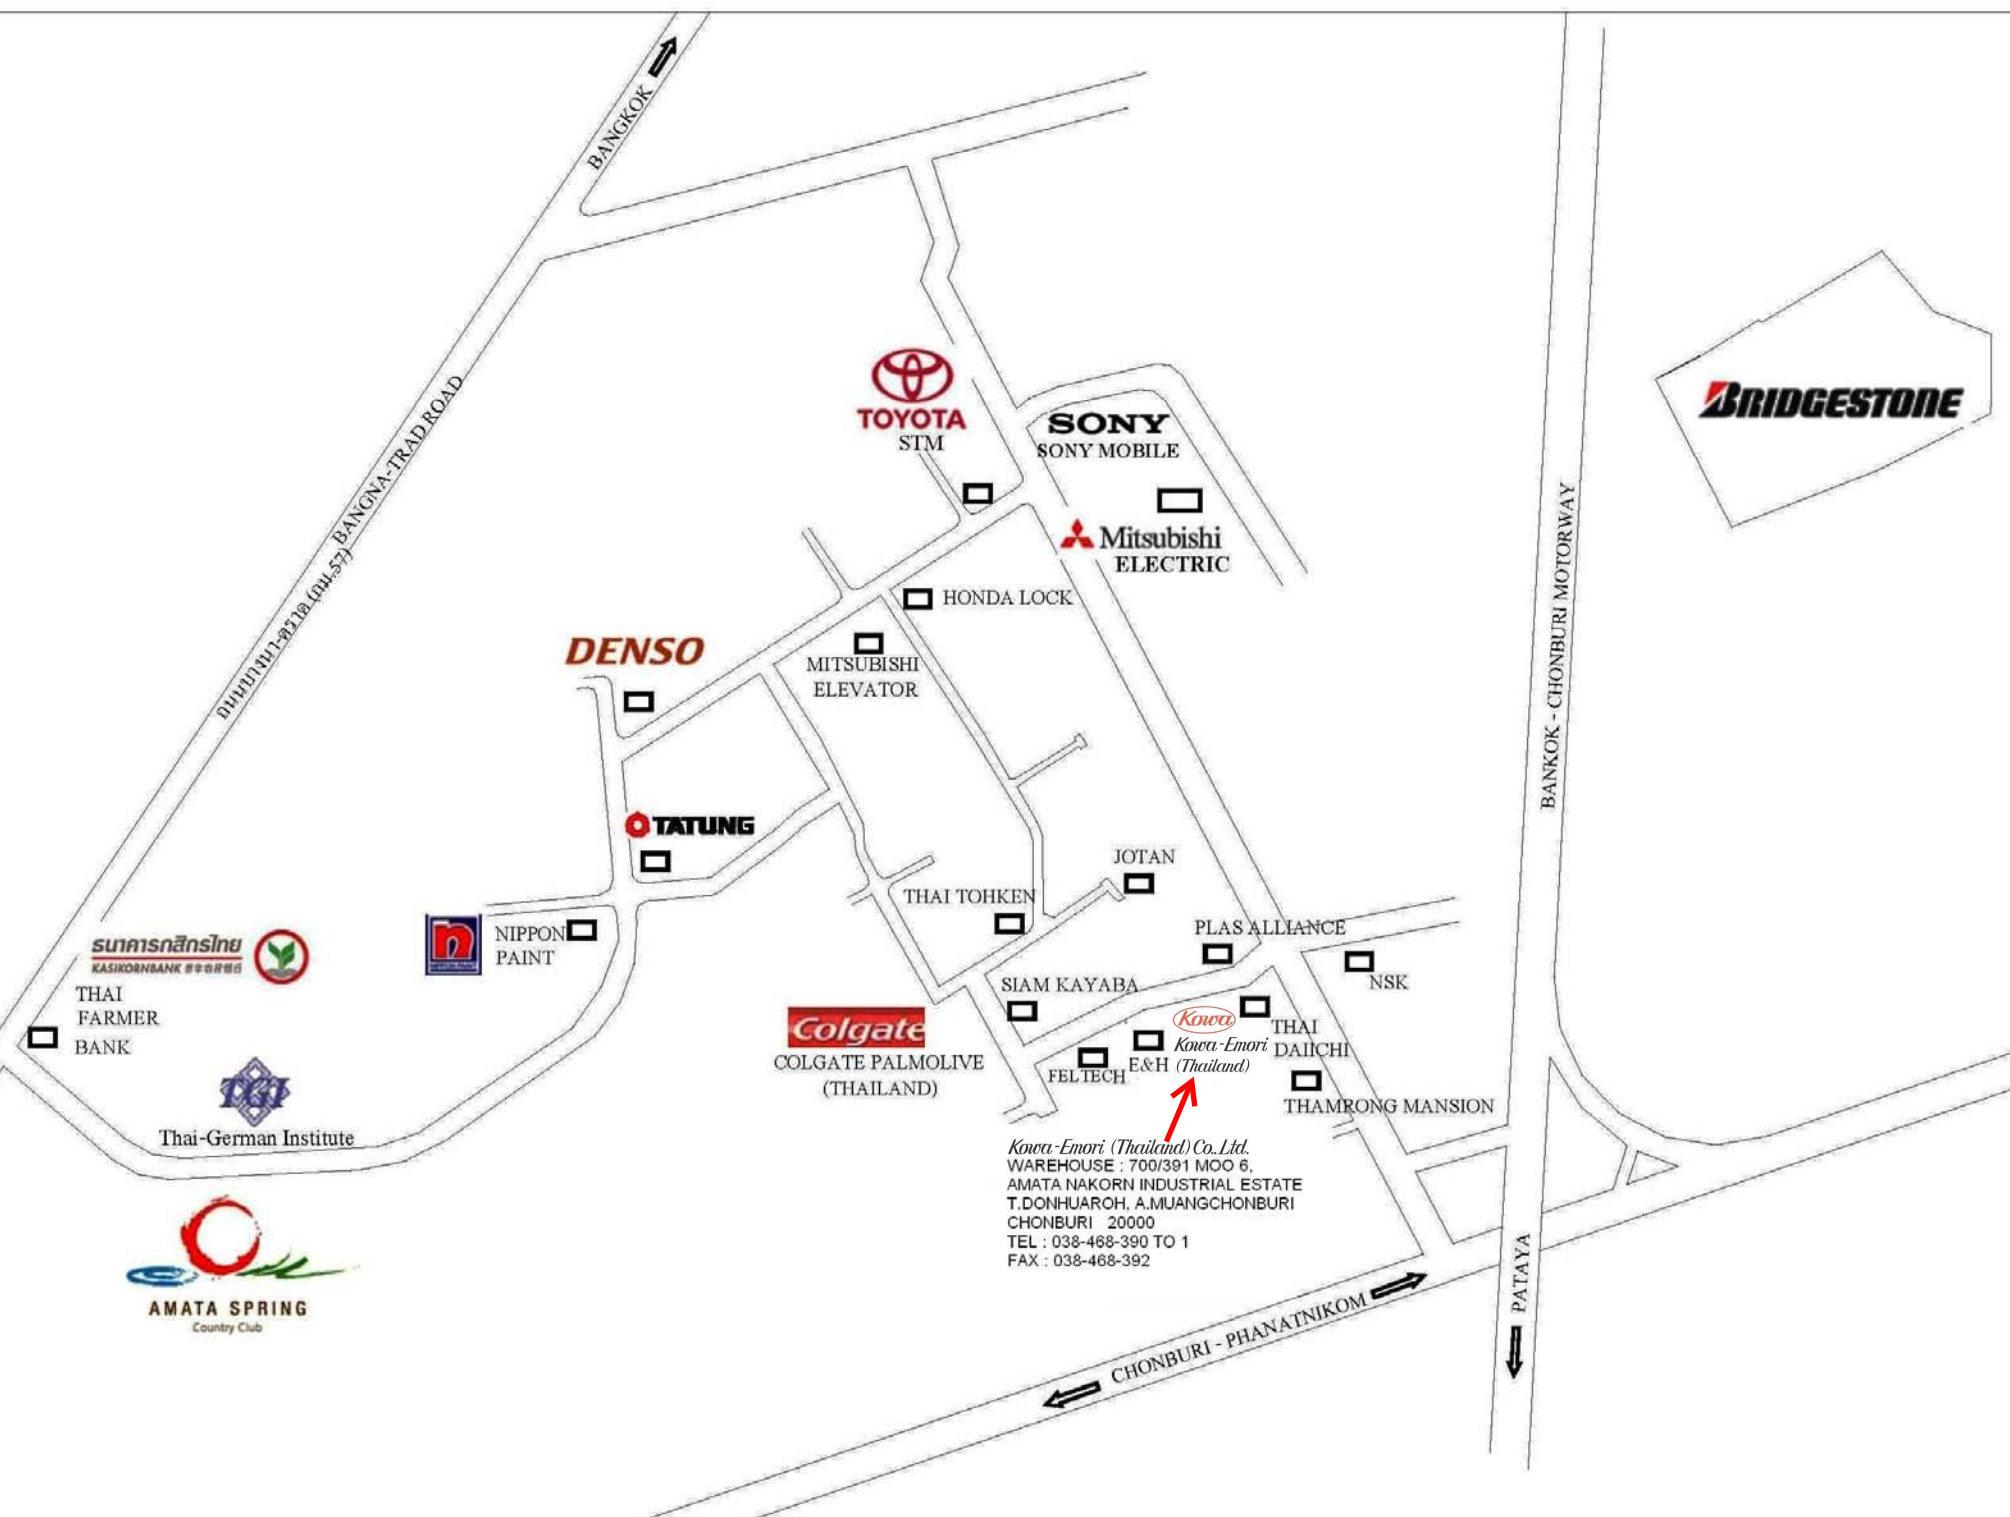 BANGKOK
BANGNA-TRAD ROAD
ถนนบางนา-ตราด (กม.57)
TOYOTA
STM
SONY
SONY MOBILE
Mitsubishi
ELECTRIC
BRIDGESTONE
BANKOK - CHONBURI MOTORWAY
HONDA LOCK
DENSO
MITSUBISHI
ELEVATOR
TATUNG
JOTAN
THAI TOHKEN
PLAS ALLIANCE
NIPPON
PAINT
n
ธนาคารกสิกรไทย
KASIKORNBANK
THAI
FARMER
BANK
NSK
SIAM KAYABA
Colgate
COLGATE PALMOLIVE
(THAILAND)
Kowa
Kowa-Emori
(Thailand)
THAI
DAIICHI
FELTECH
E&H
THAMRONG MANSION
TGI
Thai-German Institute
Kowa-Emori (Thailand) Co.,Ltd.
WAREHOUSE : 700/391 MOO 6,
AMATA NAKORN INDUSTRIAL ESTATE
T.DONHUAROH, A.MUANGCHONBURI
CHONBURI 20000
TEL : 038-468-390 TO 1
FAX : 038-468-392
AMATA SPRING
Country Club
PATAYA
CHONBURI - PHANATNIKOM